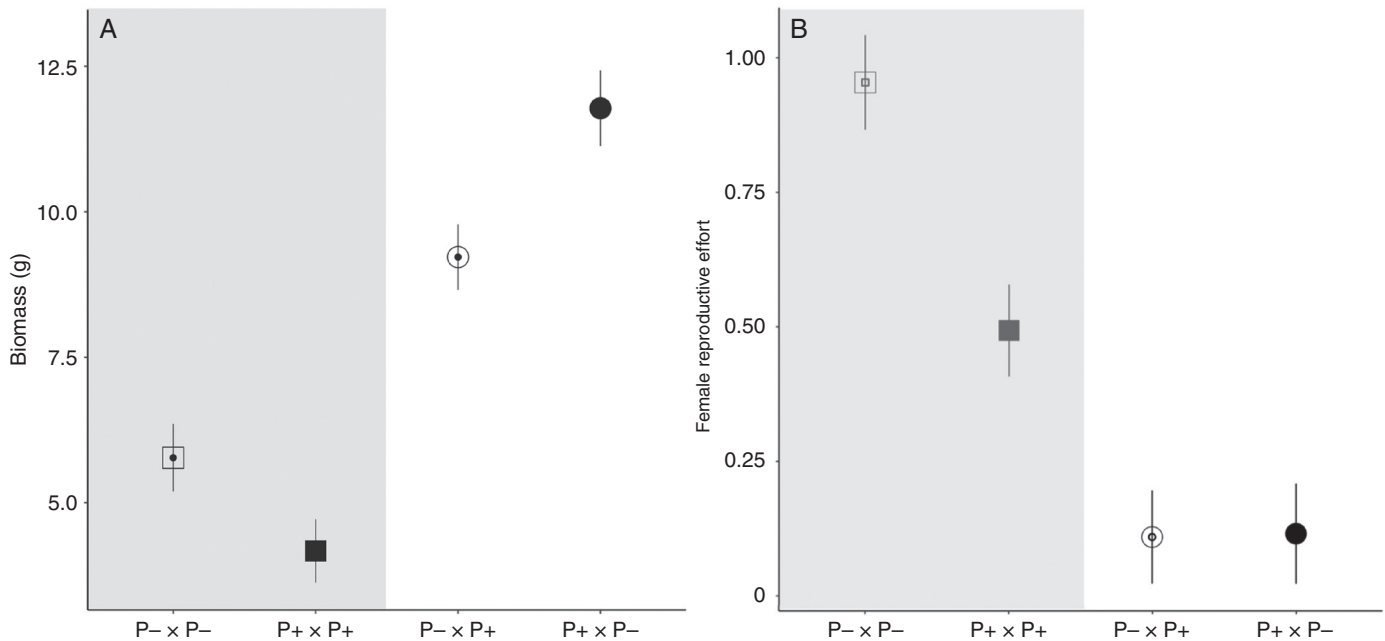 A
Biomass (g)
12.5
10.0
7.5
5.0
P– × P–
P+ × P+
P– × P+
P+ × P–
B
Female reproductive effort
1.00
0.75
0.50
0.25
0
P– × P–
P+ × P+
P– × P+
P+ × P–